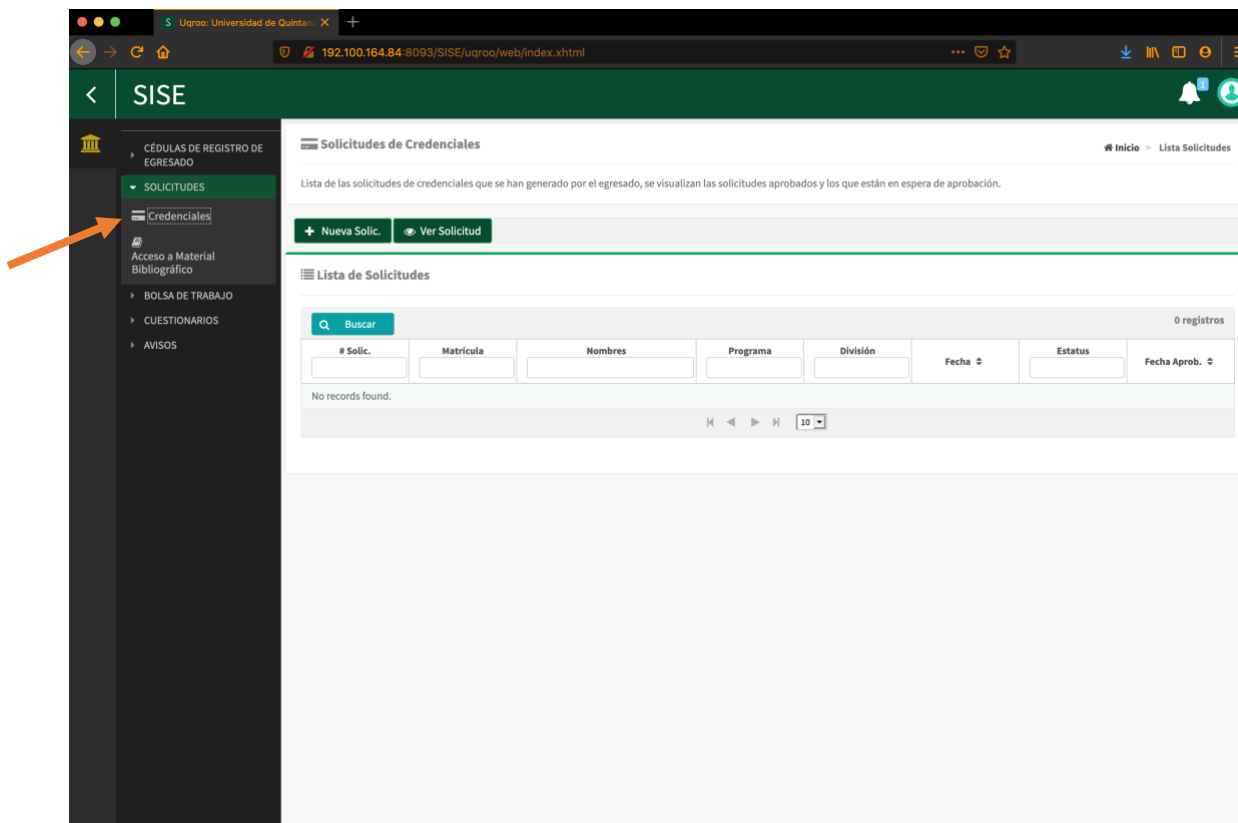 S Uqroo: Universidad de Quintan
192.100.164.84:8093/SISE/uqroo/web/index.xhtml
SISE
1
CÉDULAS DE REGISTRO DE
EGRESADO
SOLICITUDES
Credenciales
Acceso a Material
Bibliográfico
BOLSA DE TRABAJO
CUESTIONARIOS
AVISOS
Solicitudes de Credenciales
Inicio > Lista Solicitudes
Lista de las solicitudes de credenciales que se han generado por el egresado, se visualizan las solicitudes aprobados y los que están en espera de aprobación.
Nueva Solic. Ver Solicitud
Lista de Solicitudes
Buscar 0 registros
# Solic. Matrícula Nombres Programa División Fecha Estatus Fecha Aprob.
No records found.
10